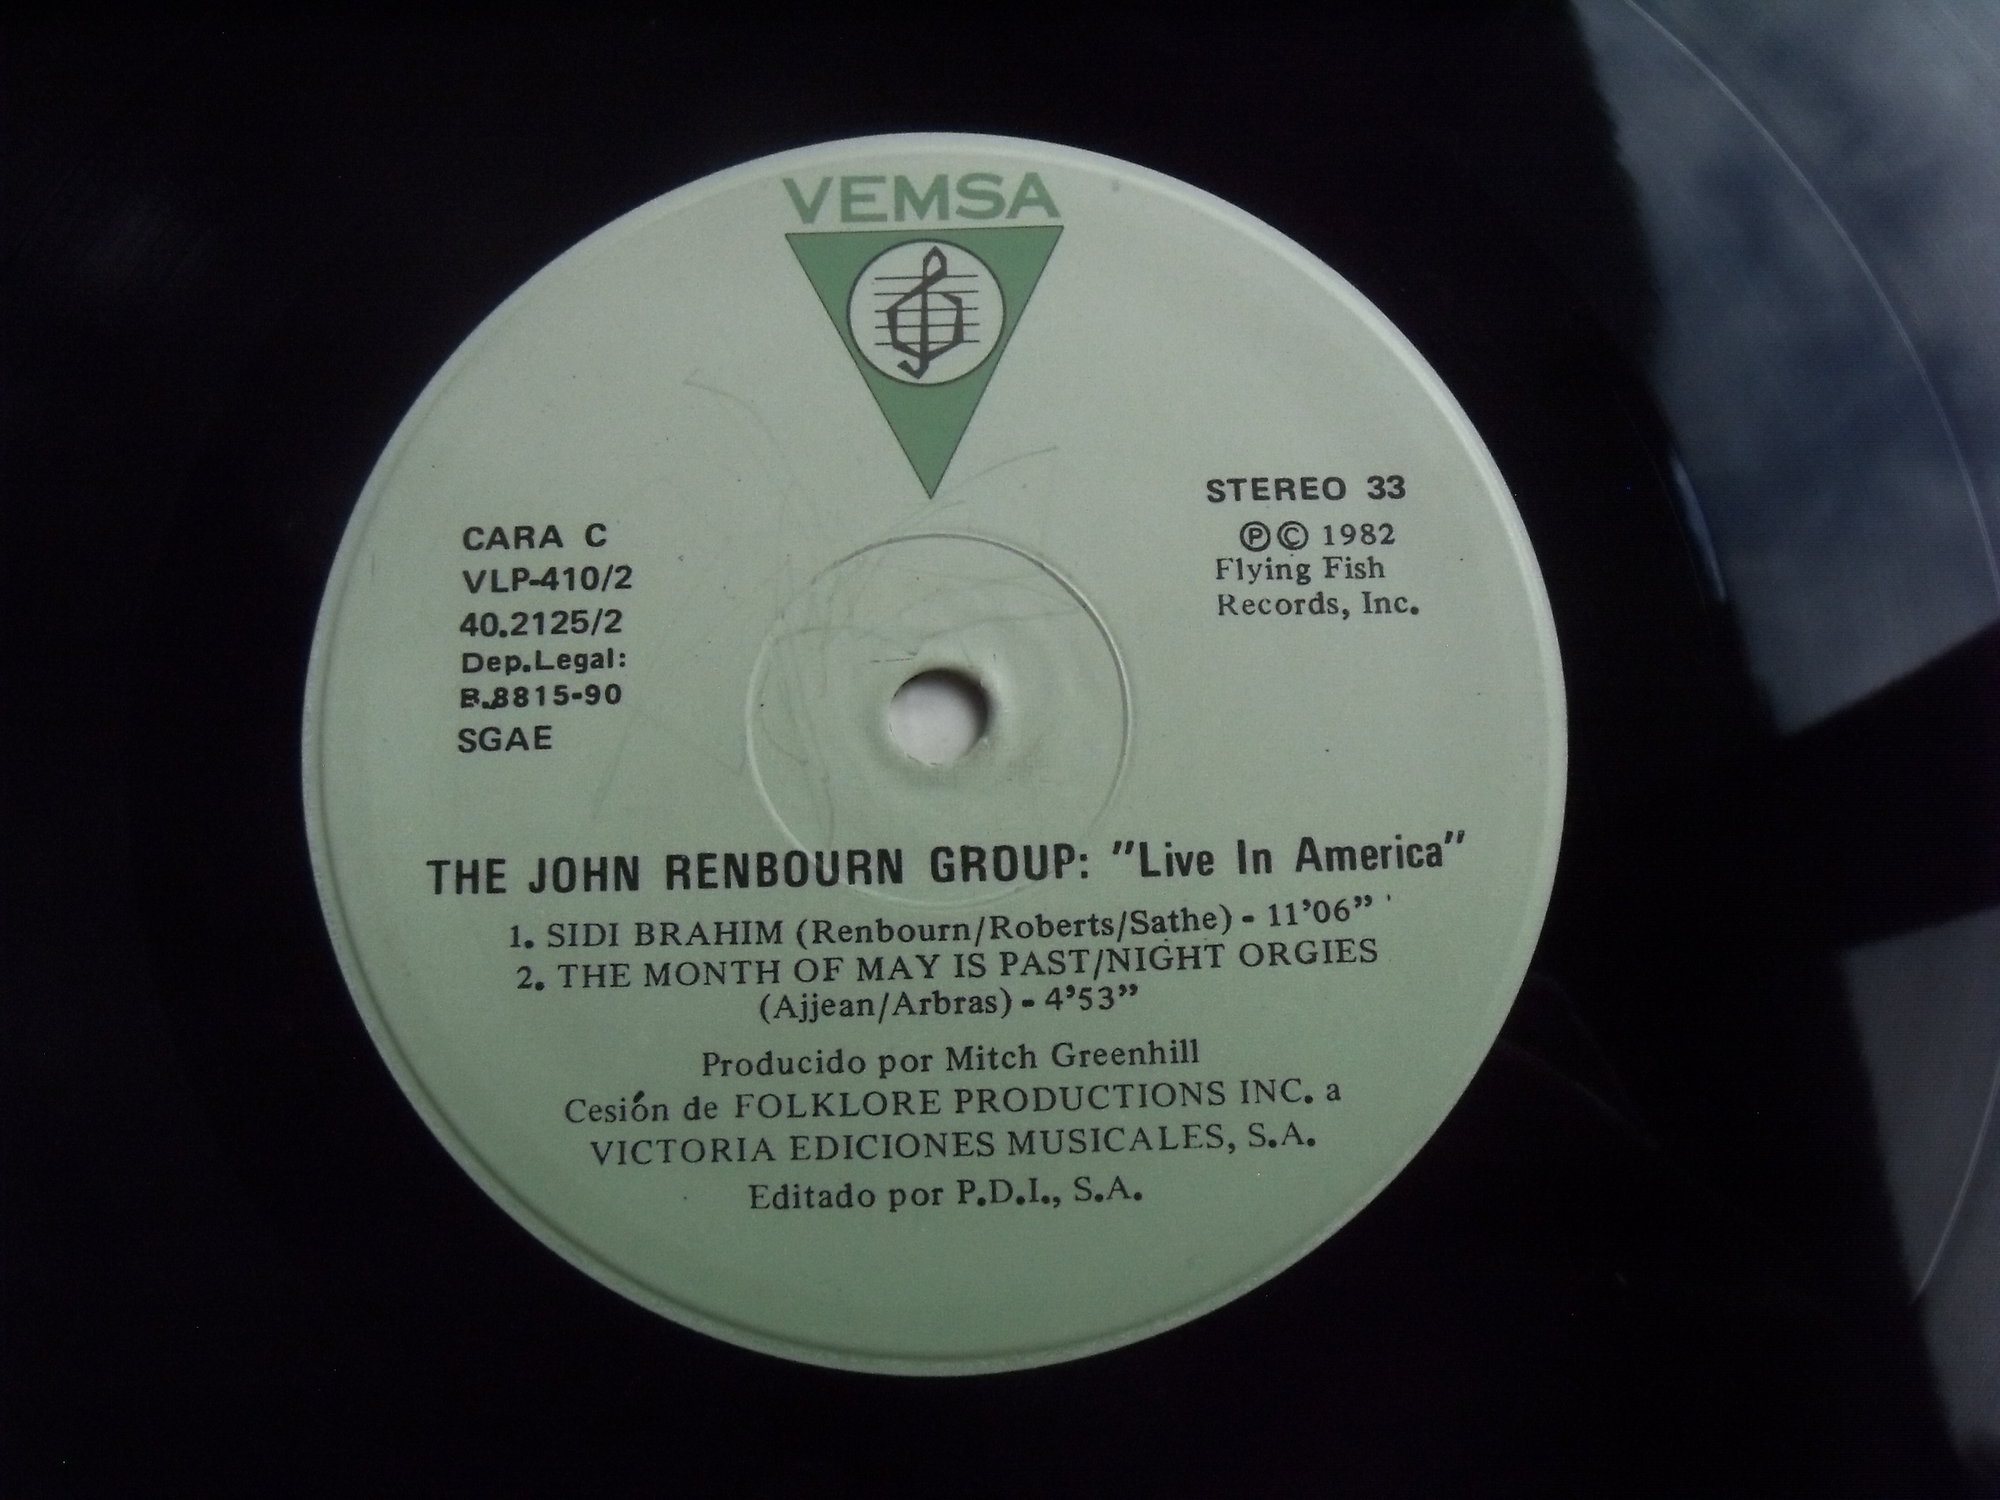 VEMSA
CARA C
VLP-410/2
40.2125/2
Dep.Legal:
B.8815-90
SGAE
STEREO 33
℗© 1982
Flying Fish
Records, Inc.
THE JOHN RENBOURN GROUP: "Live In America"
1. SIDI BRAHIM (Renbourn/Roberts/Sathe) - 11'06"
2. THE MONTH OF MAY IS PAST/NIGHT ORGIES
(Ajjean/Arbras) - 4'53"
Producido por Mitch Greenhill
Cesión de FOLKLORE PRODUCTIONS INC. a
VICTORIA EDICIONES MUSICALES, S.A.
Editado por P.D.I., S.A.